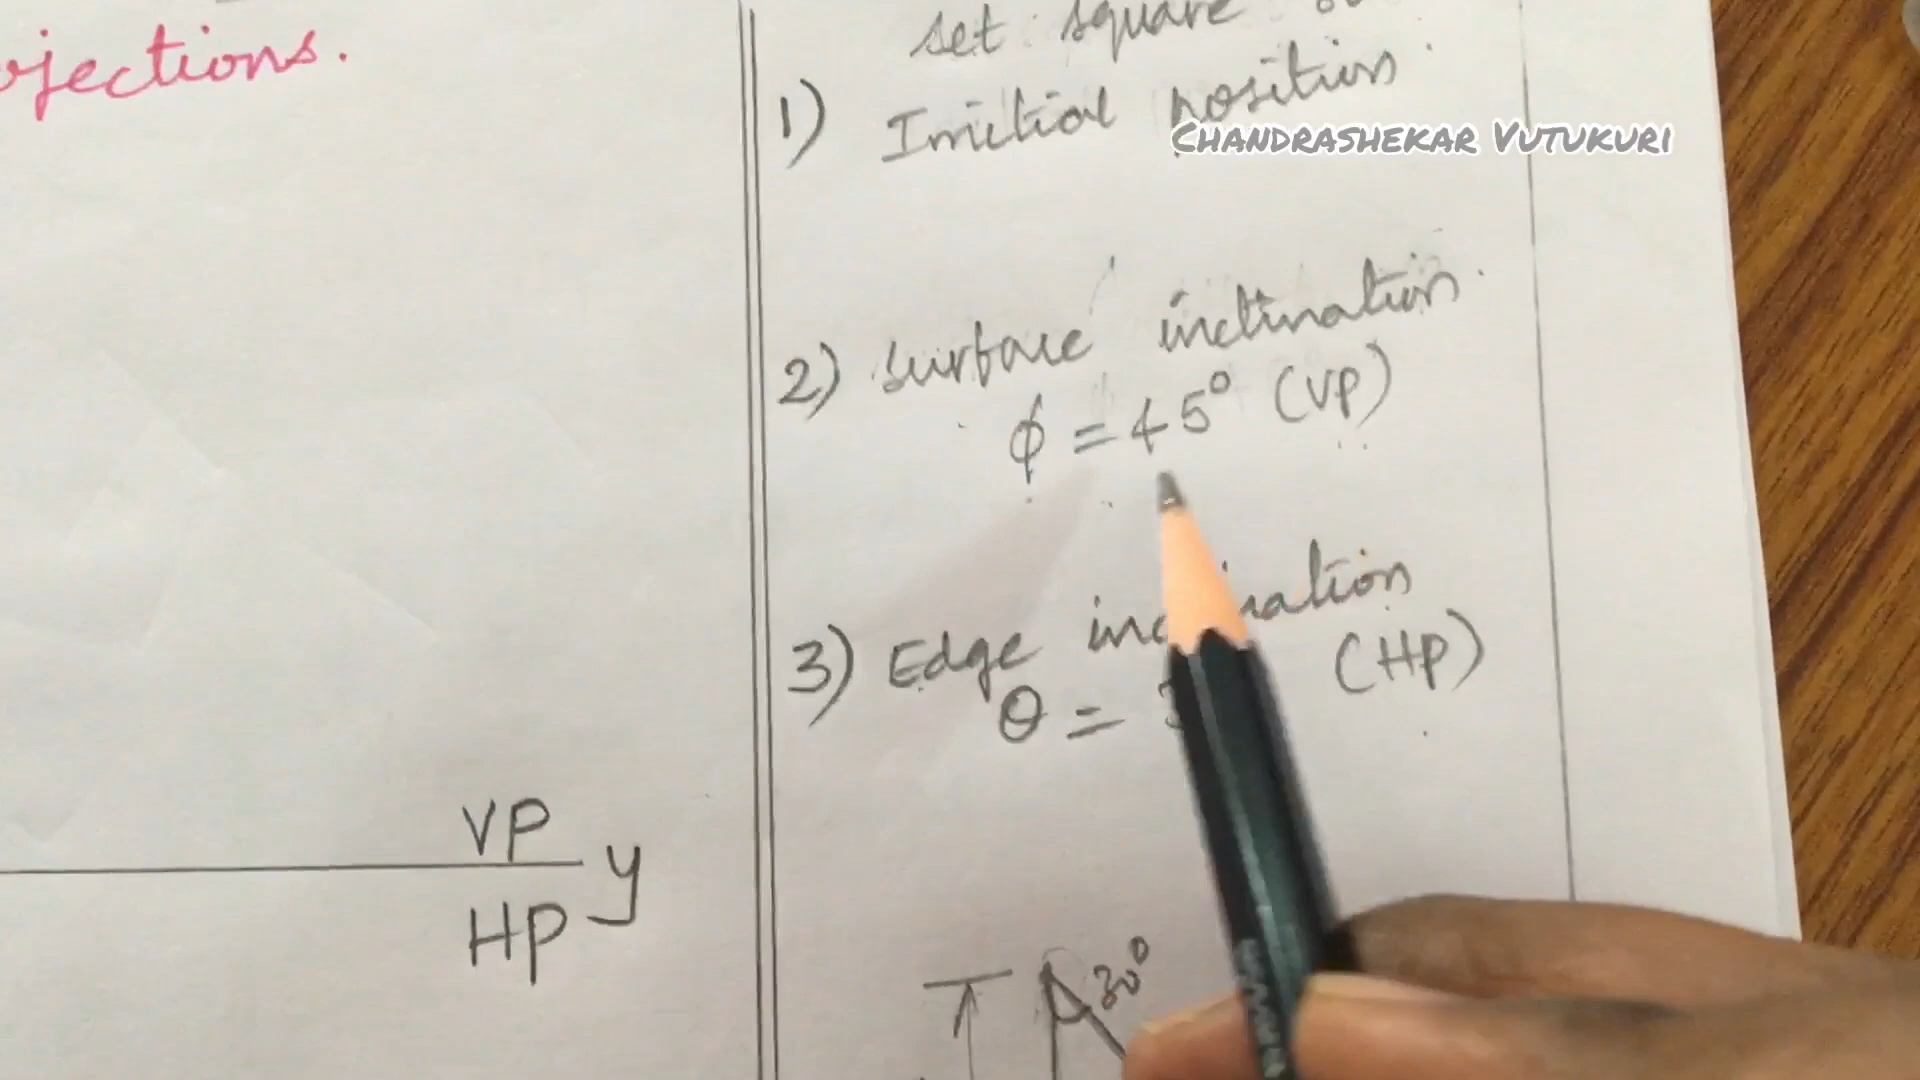 ojections.
set square
1) Initial position
CHANDRASHEKAR VUTUKURI
2) surface inclination
φ = 45° (VP)
3) Edge
θ = (HP)
VP
y
HP
30°